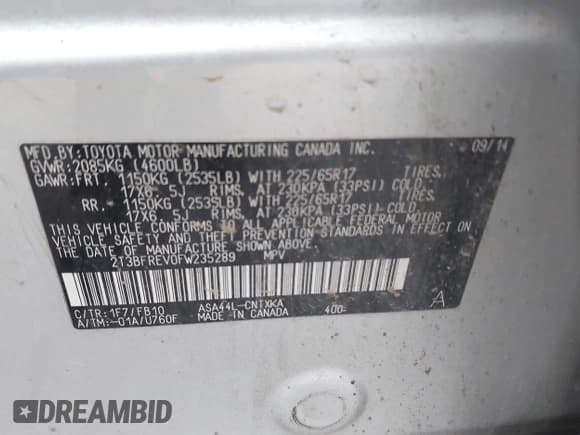 MFD.BY:TOYOTA MOTOR MANUFACTURING CANADA INC. 09/14
GVWR:2085KG (4600LB)
GAWR:FRT 1150KG (2535LB) WITH 225/65R17 TIRES,
17X6.5J RIMS, AT 230KPA (33PSI) COLD.
RR 1150KG (2535LB) WITH 225/65R17 TIRES,
17X6.5J RIMS, AT 230KPA (33PSI) COLD.
THIS VEHICLE CONFORMS TO ALL APPLICABLE FEDERAL MOTOR
VEHICLE SAFETY AND THEFT PREVENTION STANDARDS IN EFFECT
ON THE DATE OF MANUFACTURE SHOWN ABOVE.
2T3BFREV0FW235289 MPV
C/TR:1F7/FB10 ASA44L-CNTXKA 400- A
A/TM:-01A/U760F MADE IN CANADA
DREAMBID